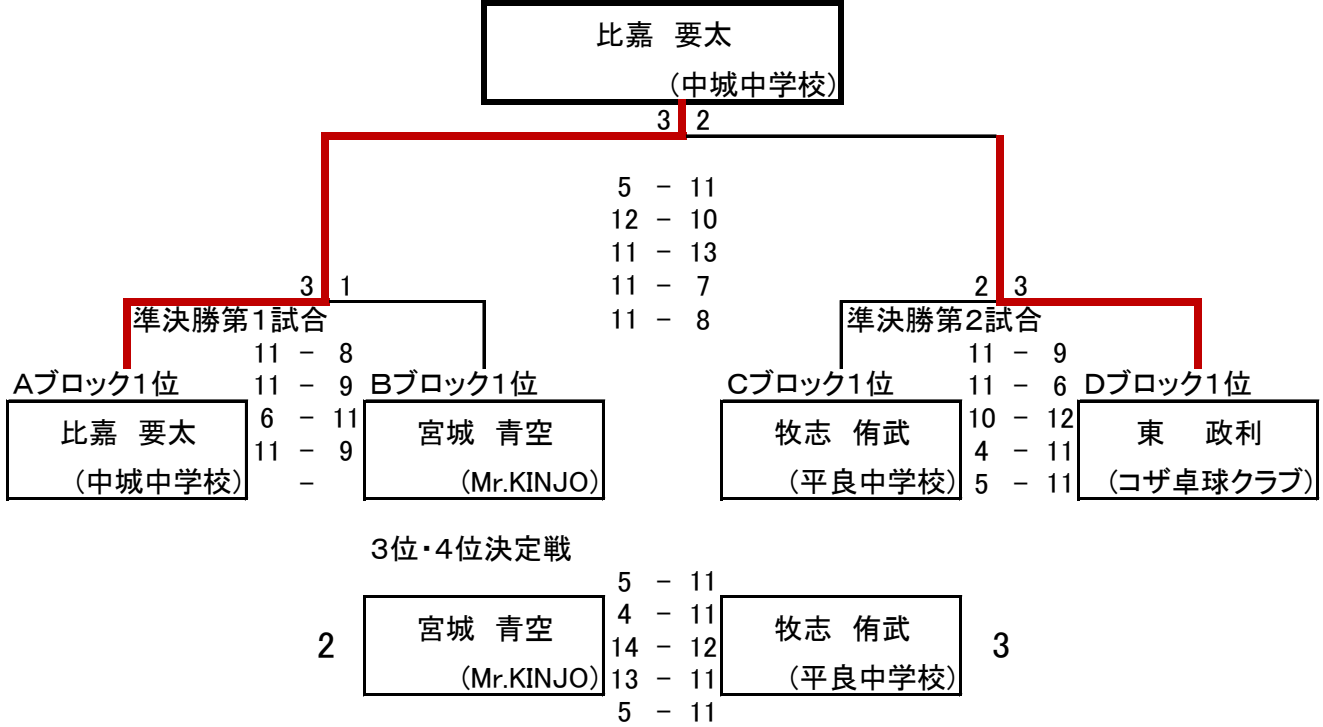 比嘉 要太
(中城中学校)
3 2
5 - 11
12 - 10
11 - 13
11 - 7
11 - 8
3 1
準決勝第1試合
11 - 8
11 - 9
6 - 11
11 - 9
-
2 3
準決勝第2試合
11 - 9
11 - 6
10 - 12
4 - 11
5 - 11
Aブロック1位
比嘉 要太
(中城中学校)
Bブロック1位
宮城 青空
(Mr.KINJO)
Cブロック1位
牧志 侑武
(平良中学校)
Dブロック1位
東 政利
(コザ卓球クラブ)
3位・4位決定戦
2
宮城 青空
(Mr.KINJO)
5 - 11
4 - 11
14 - 12
13 - 11
5 - 11
牧志 侑武
(平良中学校)
3